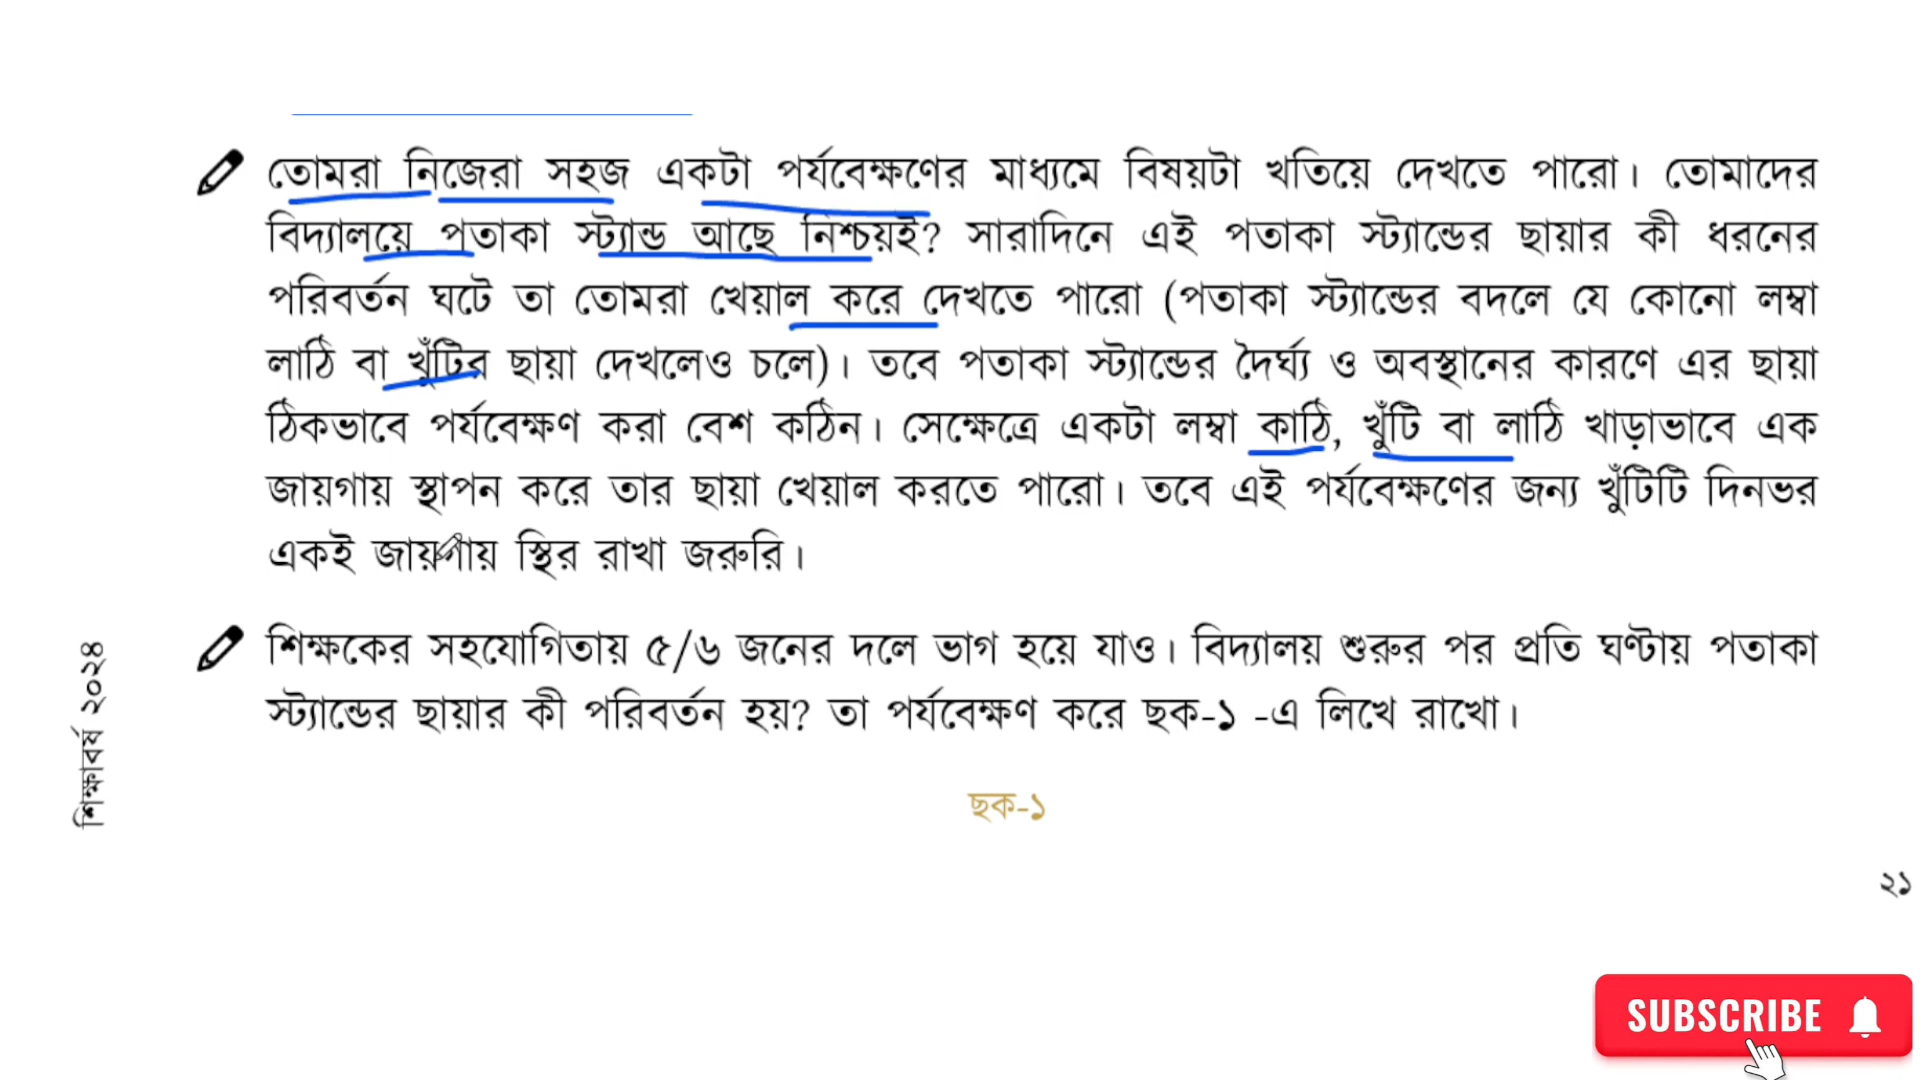 তোমরা নিজেরা সহজ একটা পর্যবেক্ষণের মাধ্যমে বিষয়টা খতিয়ে দেখতে পারো। তোমাদের
বিদ্যালয়ে পতাকা স্ট্যান্ড আছে নিশ্চয়ই? সারাদিনে এই পতাকা স্ট্যান্ডের ছায়ার কী ধরনের
পরিবর্তন ঘটে তা তোমরা খেয়াল করে দেখতে পারো (পতাকা স্ট্যান্ডের বদলে যে কোনো লম্বা
লাঠি বা খুঁটির ছায়া দেখলেও চলে)। তবে পতাকা স্ট্যান্ডের দৈর্ঘ্য ও অবস্থানের কারণে এর ছায়া
ঠিকভাবে পর্যবেক্ষণ করা বেশ কঠিন। সেক্ষেত্রে একটা লম্বা কাঠি, খুঁটি বা লাঠি খাড়াভাবে এক
জায়গায় স্থাপন করে তার ছায়া খেয়াল করতে পারো। তবে এই পর্যবেক্ষণের জন্য খুঁটিটি দিনভর
একই জায়গায় স্থির রাখা জরুরি।
শিক্ষকের সহযোগিতায় ৫/৬ জনের দলে ভাগ হয়ে যাও। বিদ্যালয় শুরুর পর প্রতি ঘণ্টায় পতাকা
স্ট্যান্ডের ছায়ার কী পরিবর্তন হয়? তা পর্যবেক্ষণ করে ছক-১ -এ লিখে রাখো।
শিক্ষাবর্ষ ২০২৪
ছক-১
২১
SUBSCRIBE